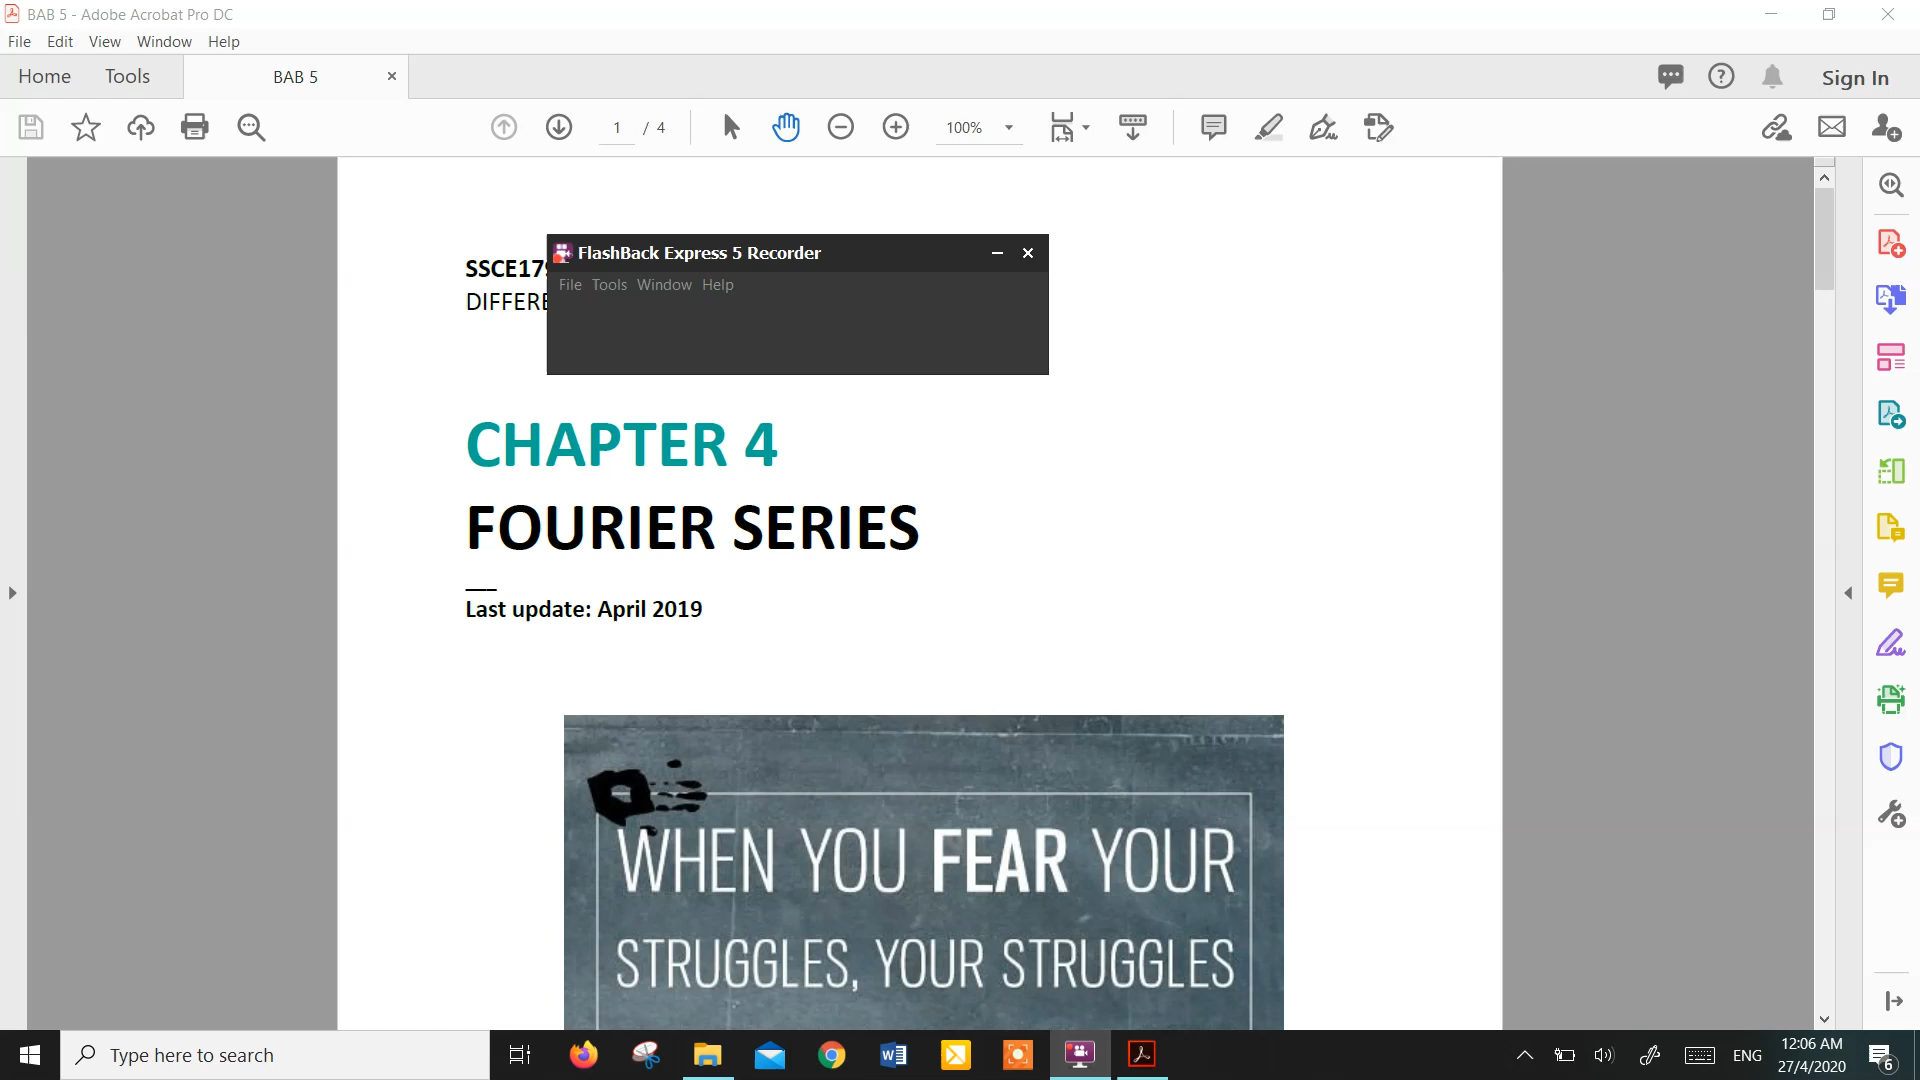 BAB 5 - Adobe Acrobat Pro DC
File Edit View Window Help
Home Tools BAB 5
Sign In
1 / 4 100%
FlashBack Express 5 Recorder
File Tools Window Help
SSCE179
DIFFERE
CHAPTER 4
FOURIER SERIES
Last update: April 2019
WHEN YOU FEAR YOUR
STRUGGLES, YOUR STRUGGLES
Type here to search
ENG
12:06 AM
27/4/2020
6